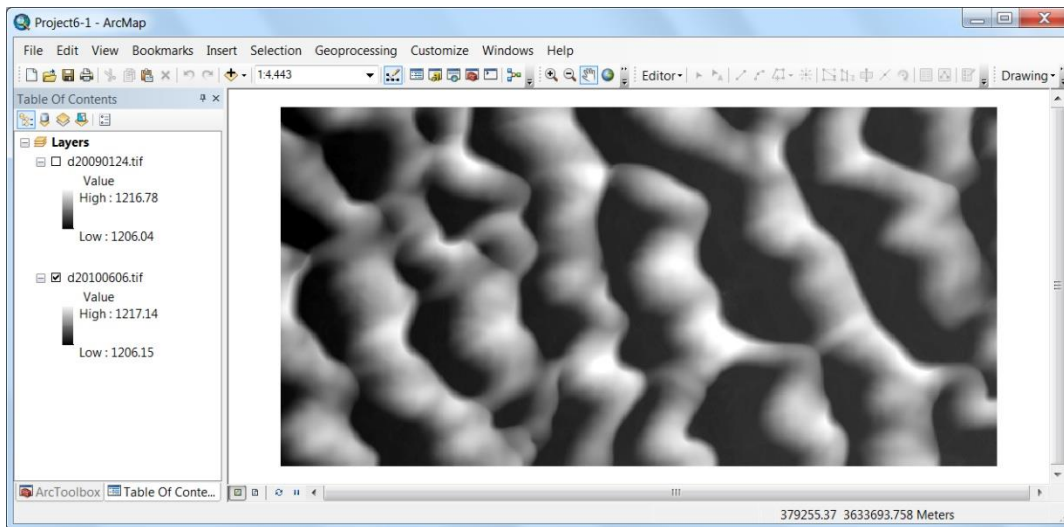 Project6-1 - ArcMap
File Edit View Bookmarks Insert Selection Geoprocessing Customize Windows Help
1:4,443 Editor Drawing
Table Of Contents
Layers
d20090124.tif
Value
High : 1216.78
Low : 1206.04
d20100606.tif
Value
High : 1217.14
Low : 1206.15
ArcToolbox Table Of Conte...
379255.37 3633693.758 Meters